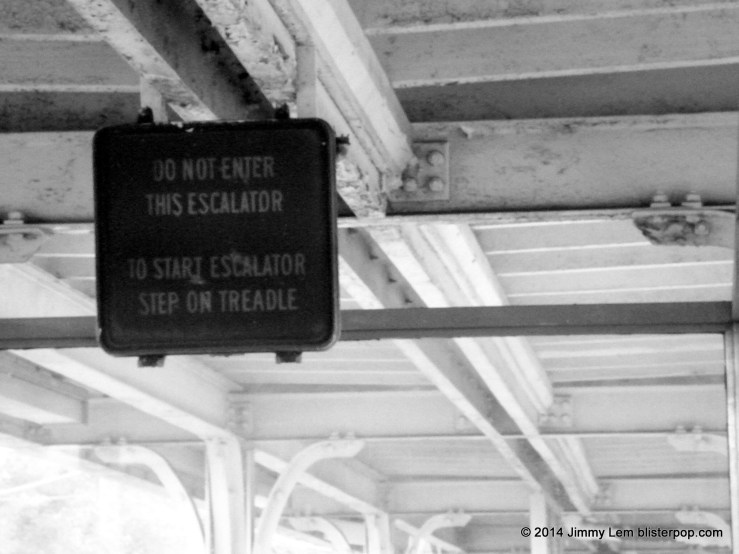 DO NOT ENTER
THIS ESCALATOR
TO START ESCALATOR
STEP ON TREADLE
© 2014 Jimmy Lem blisterpop.com